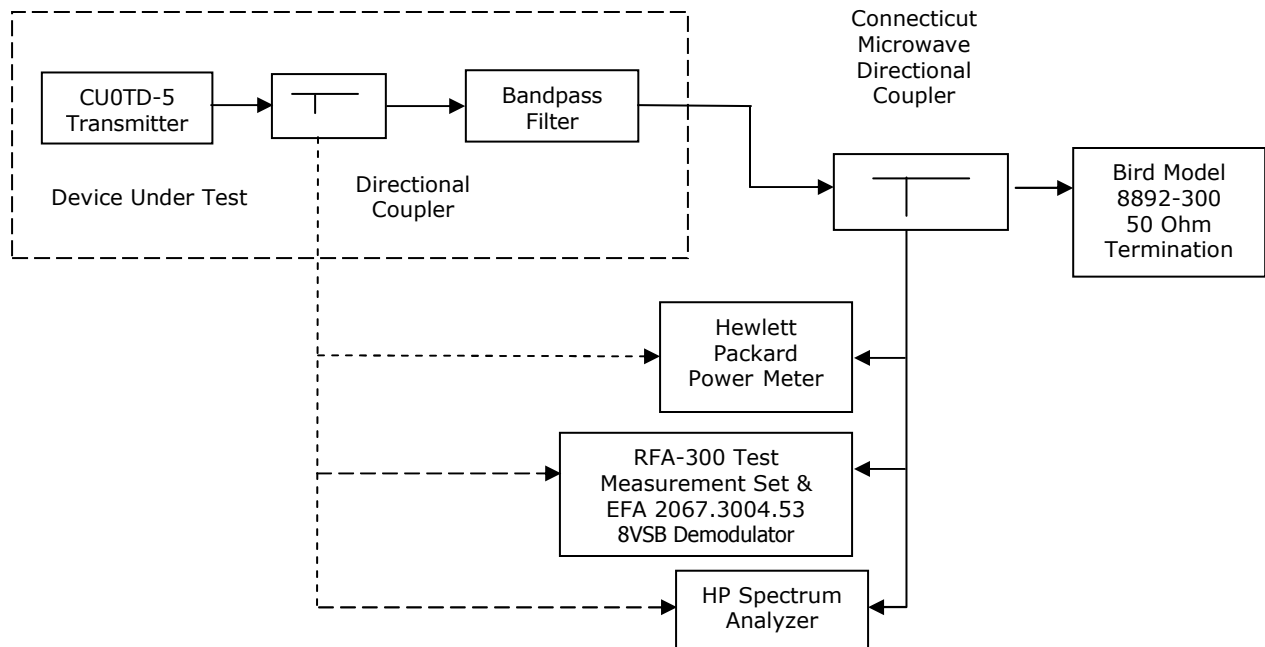 Connecticut
Microwave
Directional
Coupler
CU0TD-5
Transmitter
Bandpass
Filter
Device Under Test
Directional
Coupler
Bird Model
8892-300
50 Ohm
Termination
Hewlett
Packard
Power Meter
RFA-300 Test
Measurement Set &
EFA 2067.3004.53
8VSB Demodulator
HP Spectrum
Analyzer